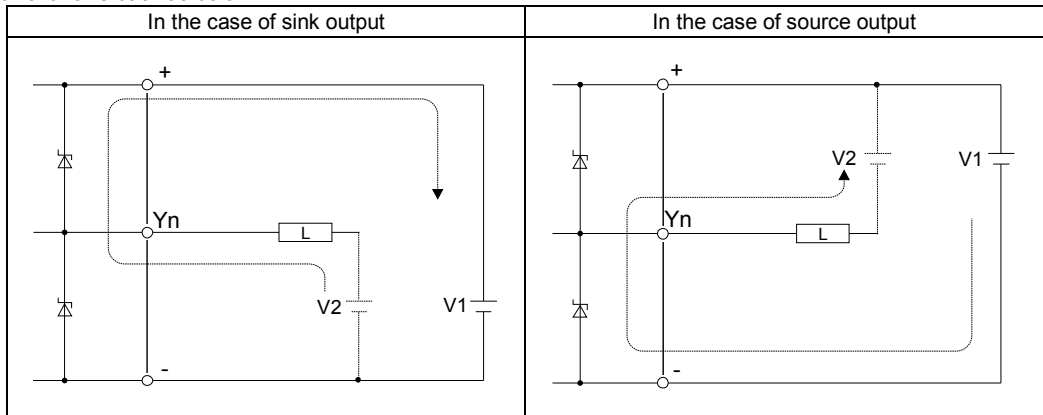 In the case of sink output
In the case of source output
+
Yn
L
V2
V1
-
+
V2
V1
Yn
L
-